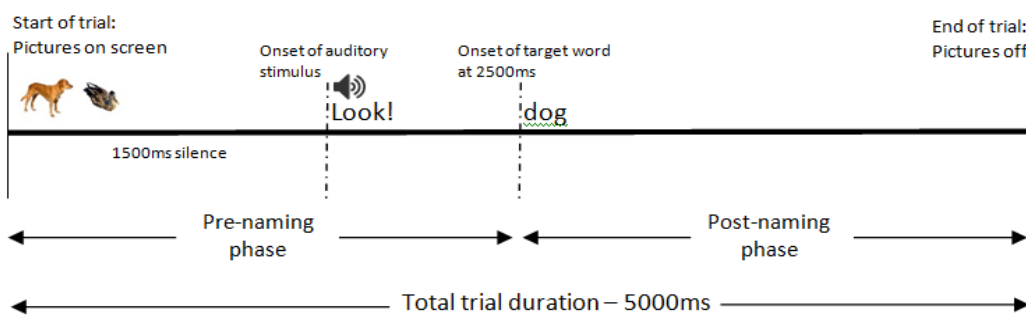 Start of trial:
Pictures on screen
Onset of auditory
stimulus
Onset of target word
at 2500ms
End of trial:
Pictures off
Look!
dog
1500ms silence
Pre-naming
phase
Post-naming
phase
Total trial duration – 5000ms